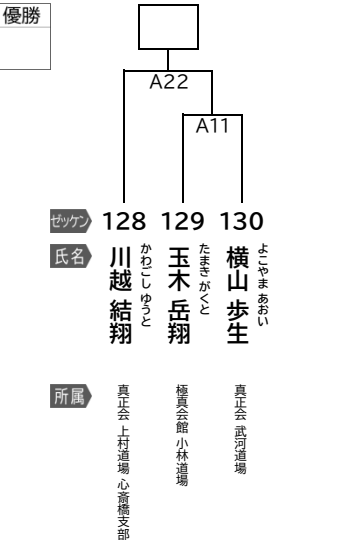 優勝
A22
A11
ゼッケン
128 129 130
氏名
川越 結翔
かわごし ゆうと
玉木 岳翔
たまき がくと
横山 歩生
よこやま あおい
所属
真正会 上村道場 心斎橋支部
極真会館 小林道場
真正会 武河道場